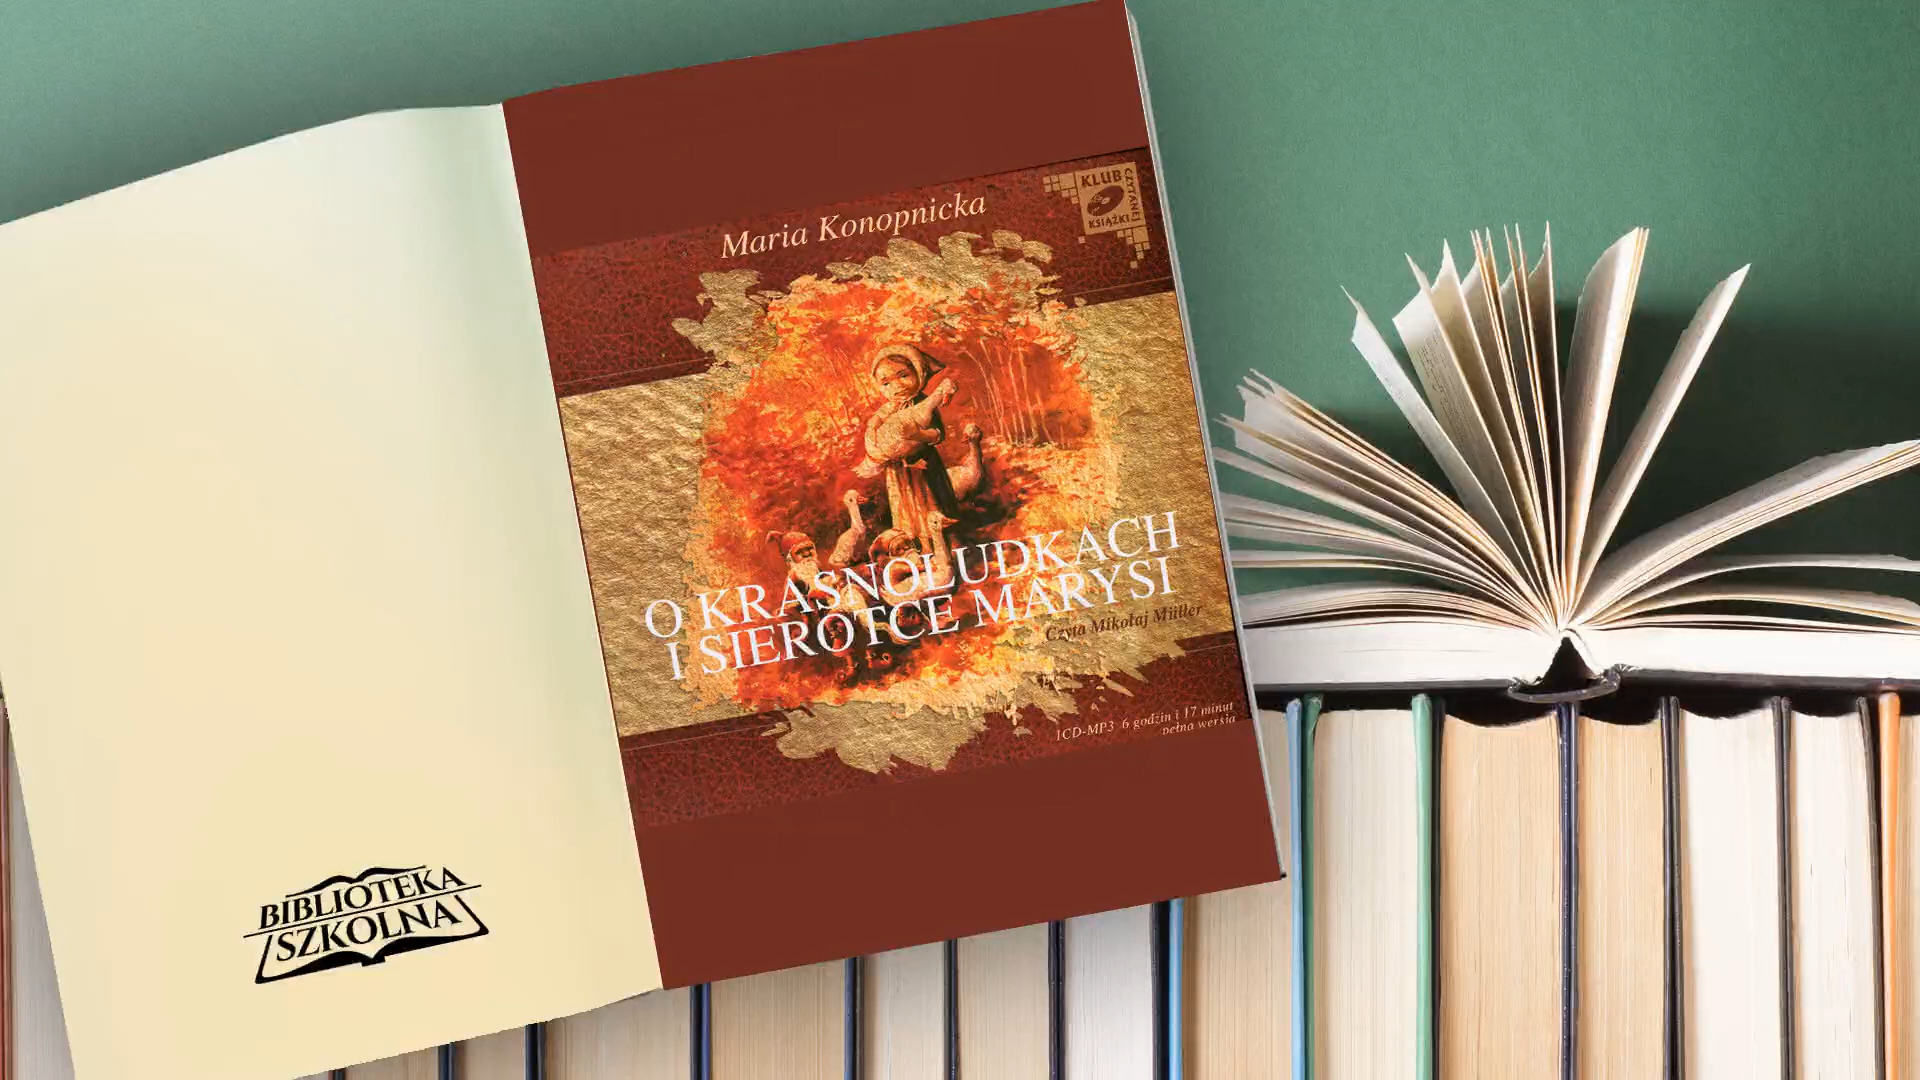 Maria Konopnicka
KLUB
CZYTANEJ
KSIĄŻKI
O KRASNOLUDKACH
I SIEROTCE MARYSI
Czyta Mikołaj Müller
1CD-MP3 6 godzin i 17 minut
pełna wersja
BIBLIOTEKA
SZKOLNA